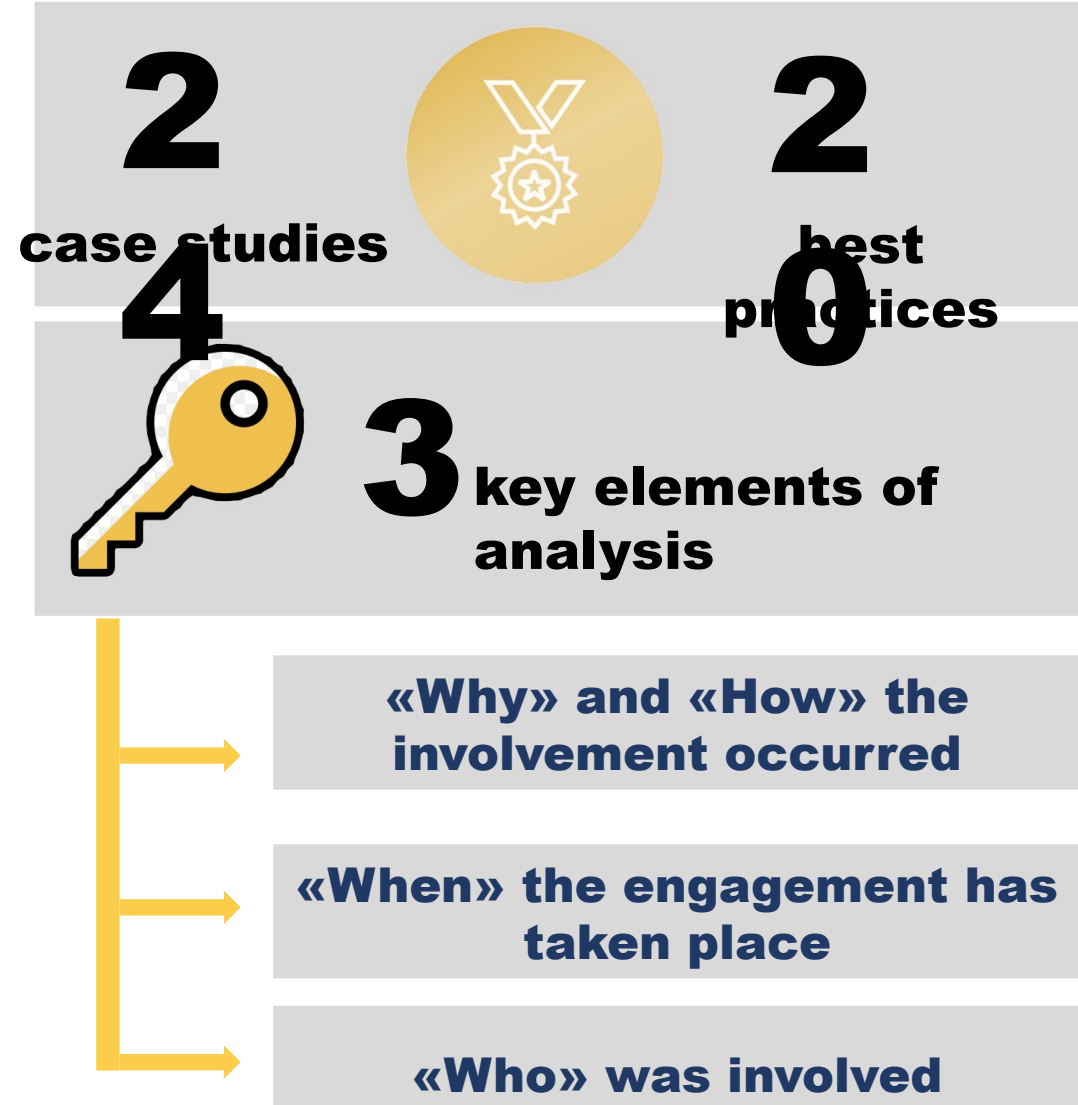 2
4
case studies
2
0
best
practices
3
key elements of
analysis
«Why» and «How» the
involvement occurred
«When» the engagement has
taken place
«Who» was involved